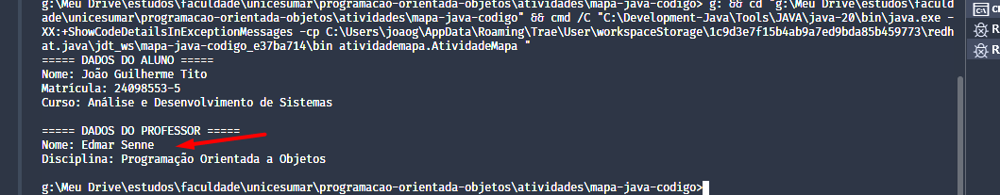 g:\Meu Drive\estudos\faculdade\unicesumar\programacao-orientada-objetos\atividades\mapa-java-codigo> g: && cd "g:\Meu Drive\estudos\faculd
ade\unicesumar\programacao-orientada-objetos\atividades\mapa-java-codigo" && cmd /C "C:\Development-Java\Tools\JAVA\java-20\bin\java.exe -
XX:+ShowCodeDetailsInExceptionMessages -cp C:\Users\joaog\AppData\Roaming\Trae\User\workspaceStorage\1c9d3e7f15b4ab9a7ed9bda85b459773\redh
at.java\jdt_ws\mapa-java-codigo_e37ba714\bin atividademapa.AtividadeMapa "
===== DADOS DO ALUNO =====
Nome: João Guilherme Tito
Matrícula: 24098553-5
Curso: Análise e Desenvolvimento de Sistemas
===== DADOS DO PROFESSOR =====
Nome: Edmar Senne
Disciplina: Programação Orientada a Objetos
g:\Meu Drive\estudos\faculdade\unicesumar\programacao-orientada-objetos\atividades\mapa-java-codigo>
R
R